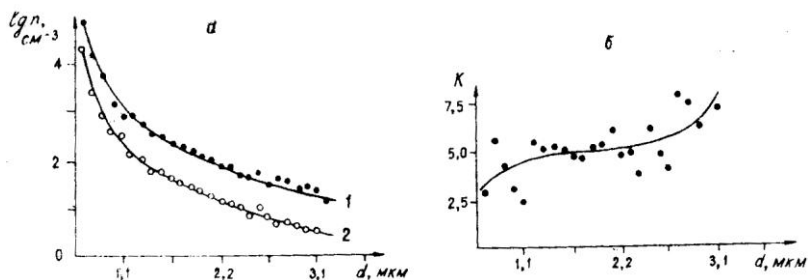 а
lg n,
см⁻³
4
2
0
1
2
1,1
2,2
3,1
d, мкм
б
К
7,5
5,0
2,5
1,1
2,2
3,1
d, мкм